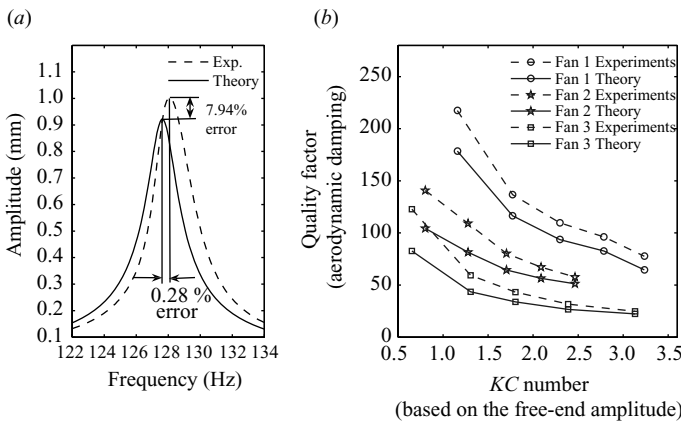 (a)
1.1
1.0
0.9
0.8
0.7
0.6
0.5
0.4
0.3
0.2
0.1
Amplitude (mm)
Exp.
Theory
7.94%
error
0.28 %
error
122 124 126 128 130 132 134
Frequency (Hz)
(b)
250
200
150
100
50
0
Quality factor
(aerodynamic damping)
Fan 1 Experiments
Fan 1 Theory
Fan 2 Experiments
Fan 2 Theory
Fan 3 Experiments
Fan 3 Theory
0.5 1.0 1.5 2.0 2.5 3.0 3.5
KC number
(based on the free-end amplitude)